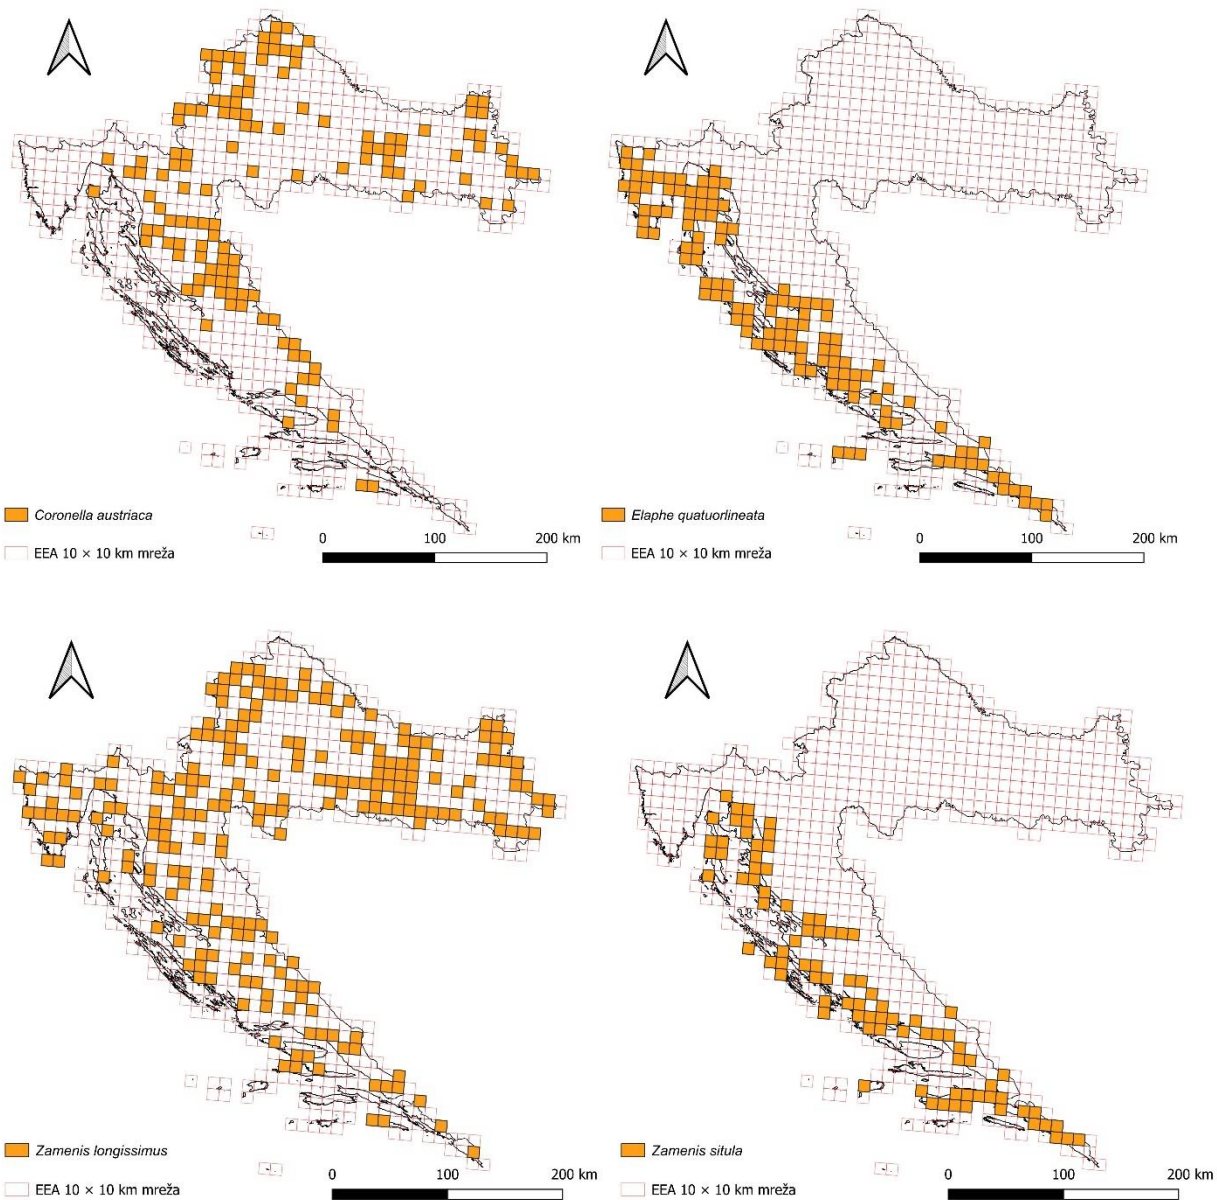 Coronella austriaca
EEA 10 × 10 km mreža
0 100 200 km
Elaphe quatuorlineata
EEA 10 × 10 km mreža
0 100 200 km
Zamenis longissimus
EEA 10 × 10 km mreža
0 100 200 km
Zamenis situla
EEA 10 × 10 km mreža
0 100 200 km